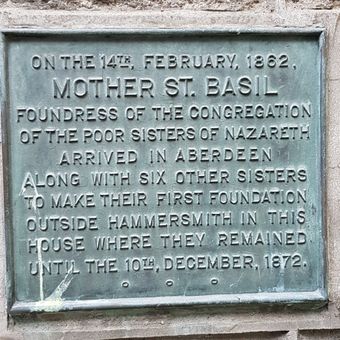 ON THE 14TH, FEBRUARY, 1862,
MOTHER ST. BASIL
FOUNDRESS OF THE CONGREGATION
OF THE POOR SISTERS OF NAZARETH
ARRIVED IN ABERDEEN
ALONG WITH SIX OTHER SISTERS
TO MAKE THEIR FIRST FOUNDATION
OUTSIDE HAMMERSMITH IN THIS
HOUSE WHERE THEY REMAINED
UNTIL THE 10TH, DECEMBER, 1872.